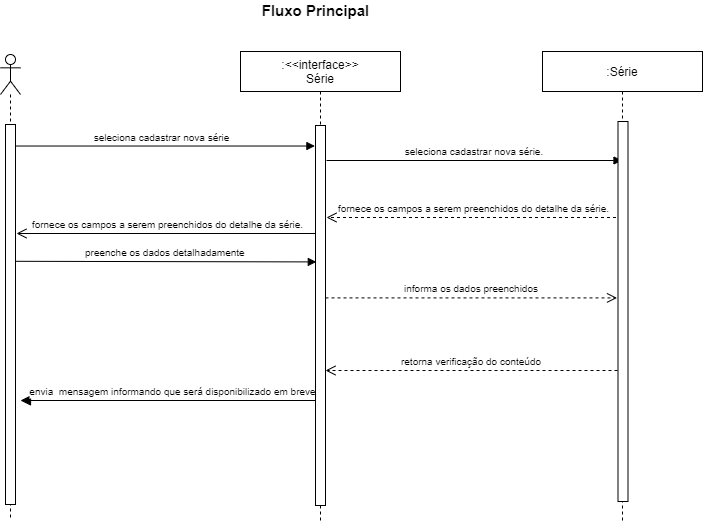 Fluxo Principal
:<<interface>>
Série
:Série
seleciona cadastrar nova série
seleciona cadastrar nova série.
fornece os campos a serem preenchidos do detalhe da série.
fornece os campos a serem preenchidos do detalhe da série.
preenche os dados detalhadamente
informa os dados preenchidos
retorna verificação do conteúdo
envia  mensagem informando que será disponibilizado em breve